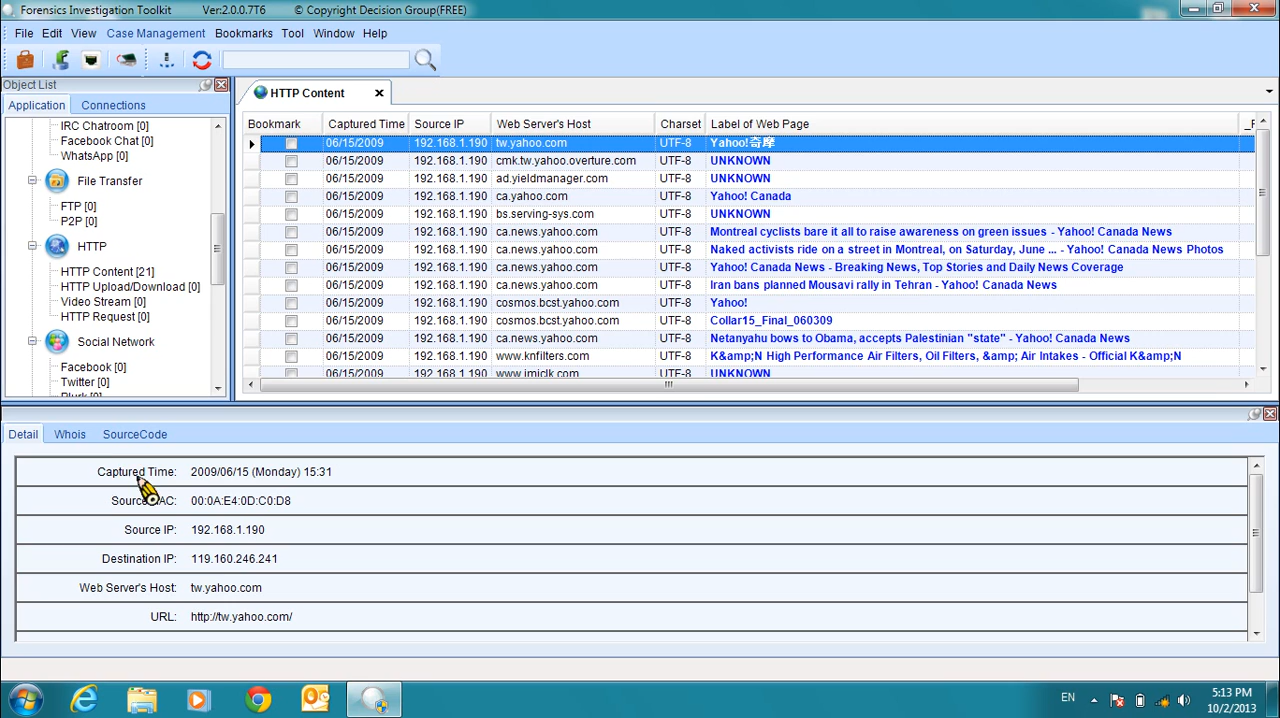 Forensics Investigation Toolkit Ver:2.0.0.7T6 © Copyright Decision Group(FREE)
File Edit View Case Management Bookmarks Tool Window Help
Object List
Application Connections
IRC Chatroom [0]
Facebook Chat [0]
WhatsApp [0]
File Transfer
FTP [0]
P2P [0]
HTTP
HTTP Content [21]
HTTP Upload/Download [0]
Video Stream [0]
HTTP Request [0]
Social Network
Facebook [0]
Twitter [0]
Plurk [0]
HTTP Content
Bookmark Captured Time Source IP Web Server's Host Charset Label of Web Page
06/15/2009 192.168.1.190 tw.yahoo.com UTF-8 Yahoo!奇摩
06/15/2009 192.168.1.190 cmk.tw.yahoo.overture.com UTF-8 UNKNOWN
06/15/2009 192.168.1.190 ad.yieldmanager.com UTF-8 UNKNOWN
06/15/2009 192.168.1.190 ca.yahoo.com UTF-8 Yahoo! Canada
06/15/2009 192.168.1.190 bs.serving-sys.com UTF-8 UNKNOWN
06/15/2009 192.168.1.190 ca.news.yahoo.com UTF-8 Montreal cyclists bare it all to raise awareness on green issues - Yahoo! Canada News
06/15/2009 192.168.1.190 ca.news.yahoo.com UTF-8 Naked activists ride on a street in Montreal, on Saturday, June ... - Yahoo! Canada News Photos
06/15/2009 192.168.1.190 ca.news.yahoo.com UTF-8 Yahoo! Canada News - Breaking News, Top Stories and Daily News Coverage
06/15/2009 192.168.1.190 ca.news.yahoo.com UTF-8 Iran bans planned Mousavi rally in Tehran - Yahoo! Canada News
06/15/2009 192.168.1.190 cosmos.bcst.yahoo.com UTF-8 Yahoo!
06/15/2009 192.168.1.190 cosmos.bcst.yahoo.com UTF-8 Collar15_Final_060309
06/15/2009 192.168.1.190 ca.news.yahoo.com UTF-8 Netanyahu bows to Obama, accepts Palestinian "state" - Yahoo! Canada News
06/15/2009 192.168.1.190 www.knfilters.com UTF-8 K&amp;N High Performance Air Filters, Oil Filters, &amp; Air Intakes - Official K&amp;N
06/15/2009 192.168.1.190 www.imiclk.com UTF-8 UNKNOWN
Detail Whois SourceCode
Captured Time: 2009/06/15 (Monday) 15:31
Source MAC: 00:0A:E4:0D:C0:D8
Source IP: 192.168.1.190
Destination IP: 119.160.246.241
Web Server's Host: tw.yahoo.com
URL: http://tw.yahoo.com/
EN
5:13 PM
10/2/2013